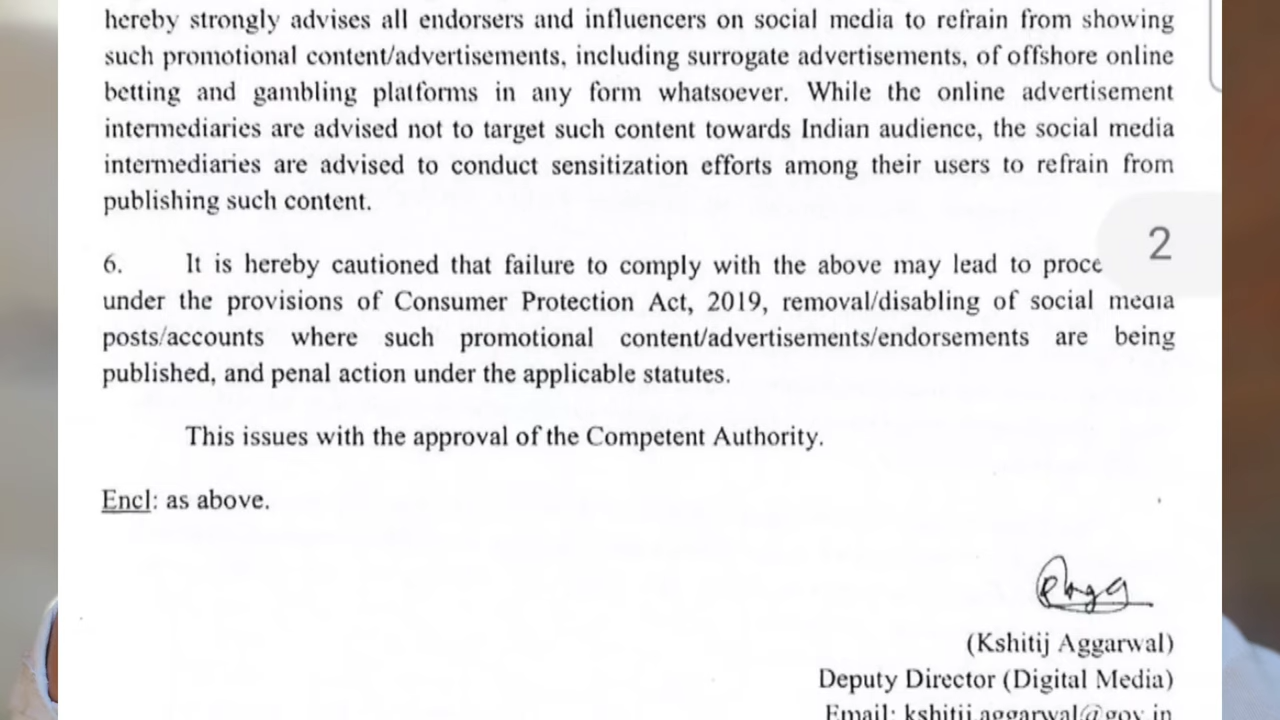 hereby strongly advises all endorsers and influencers on social media to refrain from showing
such promotional content/advertisements, including surrogate advertisements, of offshore online
betting and gambling platforms in any form whatsoever. While the online advertisement
intermediaries are advised not to target such content towards Indian audience, the social media
intermediaries are advised to conduct sensitization efforts among their users to refrain from
publishing such content.
2
6. It is hereby cautioned that failure to comply with the above may lead to proce
under the provisions of Consumer Protection Act, 2019, removal/disabling of social media
posts/accounts where such promotional content/advertisements/endorsements are being
published, and penal action under the applicable statutes.
This issues with the approval of the Competent Authority.
Encl: as above.
(Kshitij Aggarwal)
Deputy Director (Digital Media)
Email: kshitij.aggarwal@gov.in